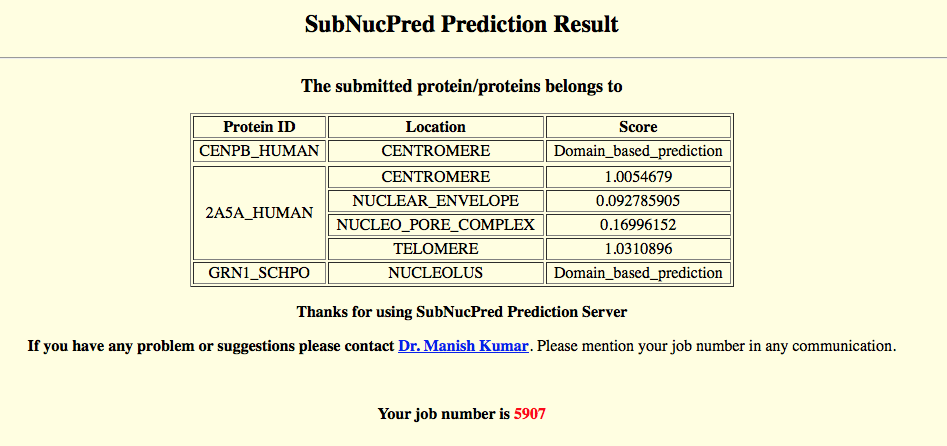 SubNucPred Prediction Result
The submitted protein/proteins belongs to
Protein ID Location Score
CENPB_HUMAN CENTROMERE Domain_based_prediction
2A5A_HUMAN CENTROMERE 1.0054679
NUCLEAR_ENVELOPE 0.092785905
NUCLEO_PORE_COMPLEX 0.16996152
TELOMERE 1.0310896
GRN1_SCHPO NUCLEOLUS Domain_based_prediction
Thanks for using SubNucPred Prediction Server
If you have any problem or suggestions please contact Dr. Manish Kumar. Please mention your job number in any communication.
Your job number is 5907